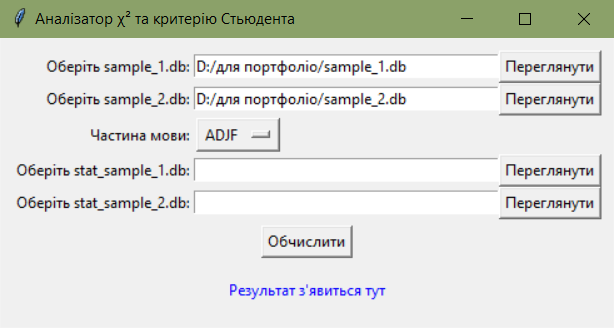 Аналізатор χ² та критерію Стьюдента
Оберіть sample_1.db: D:/для портфоліо/sample_1.db Переглянути
Оберіть sample_2.db: D:/для портфоліо/sample_2.db Переглянути
Частина мови: ADJF
Оберіть stat_sample_1.db: Переглянути
Оберіть stat_sample_2.db: Переглянути
Обчислити
Результат з'явиться тут